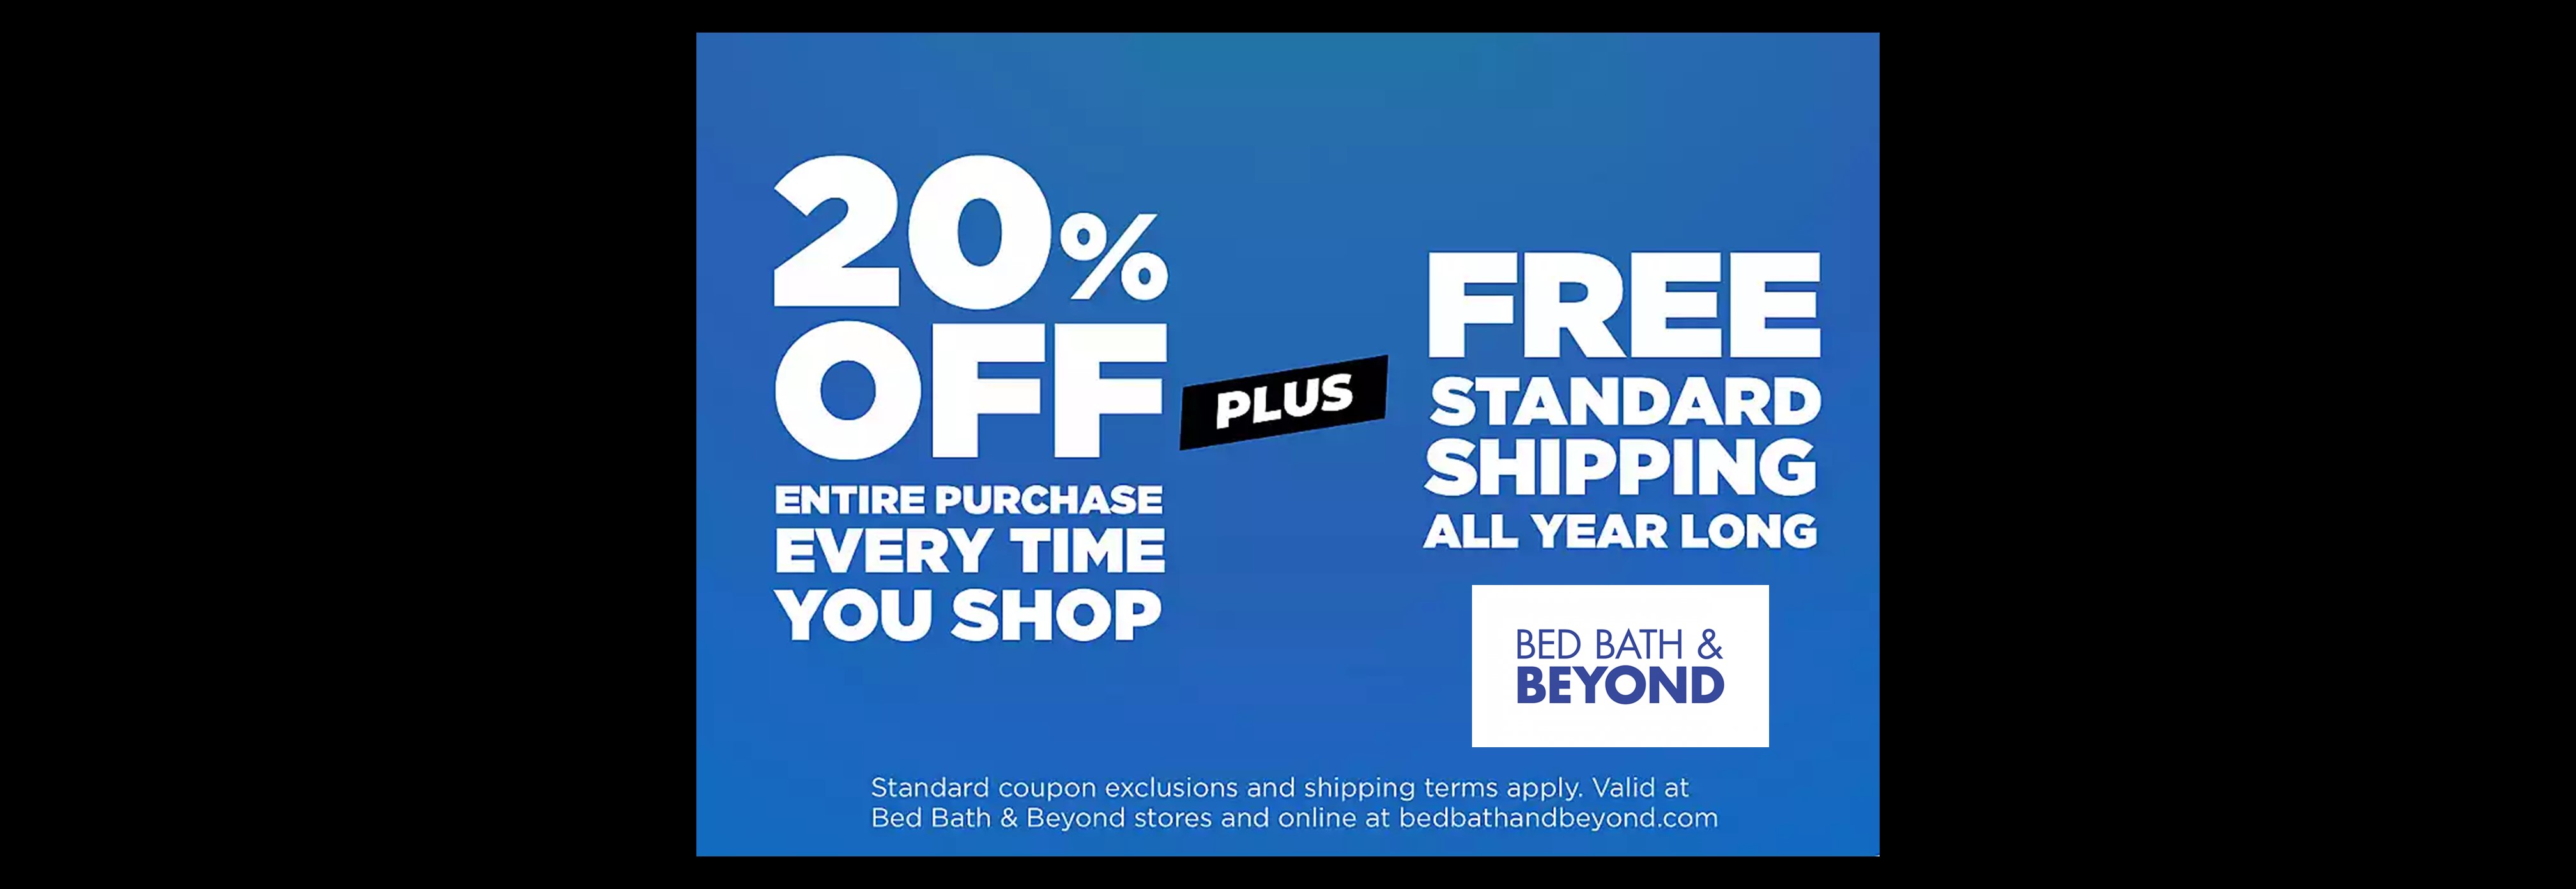 20%
OFF
ENTIRE PURCHASE
EVERY TIME
YOU SHOP
PLUS
FREE
STANDARD
SHIPPING
ALL YEAR LONG
BED BATH &
BEYOND
Standard coupon exclusions and shipping terms apply. Valid at
Bed Bath & Beyond stores and online at bedbathandbeyond.com